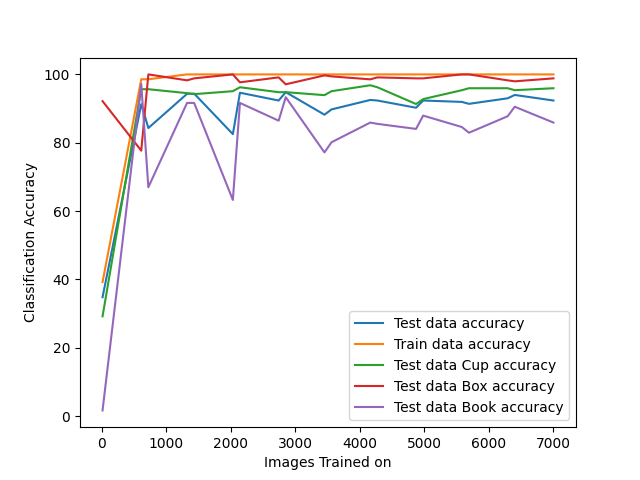 100
80
60
40
20
0
Classification Accuracy
Test data accuracy
Train data accuracy
Test data Cup accuracy
Test data Box accuracy
Test data Book accuracy
0 1000 2000 3000 4000 5000 6000 7000
Images Trained on